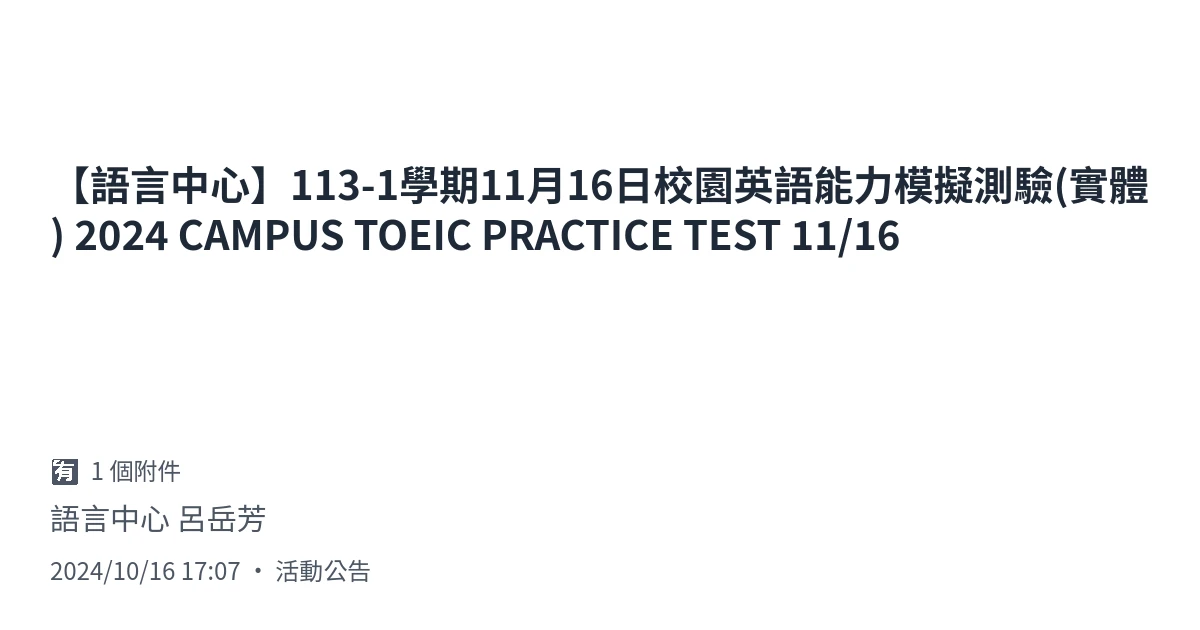 【語言中心】113-1學期11月16日校園英語能力模擬測驗(實體
) 2024 CAMPUS TOEIC PRACTICE TEST 11/16
有 1 個附件
語言中心 呂岳芳
2024/10/16 17:07 • 活動公告